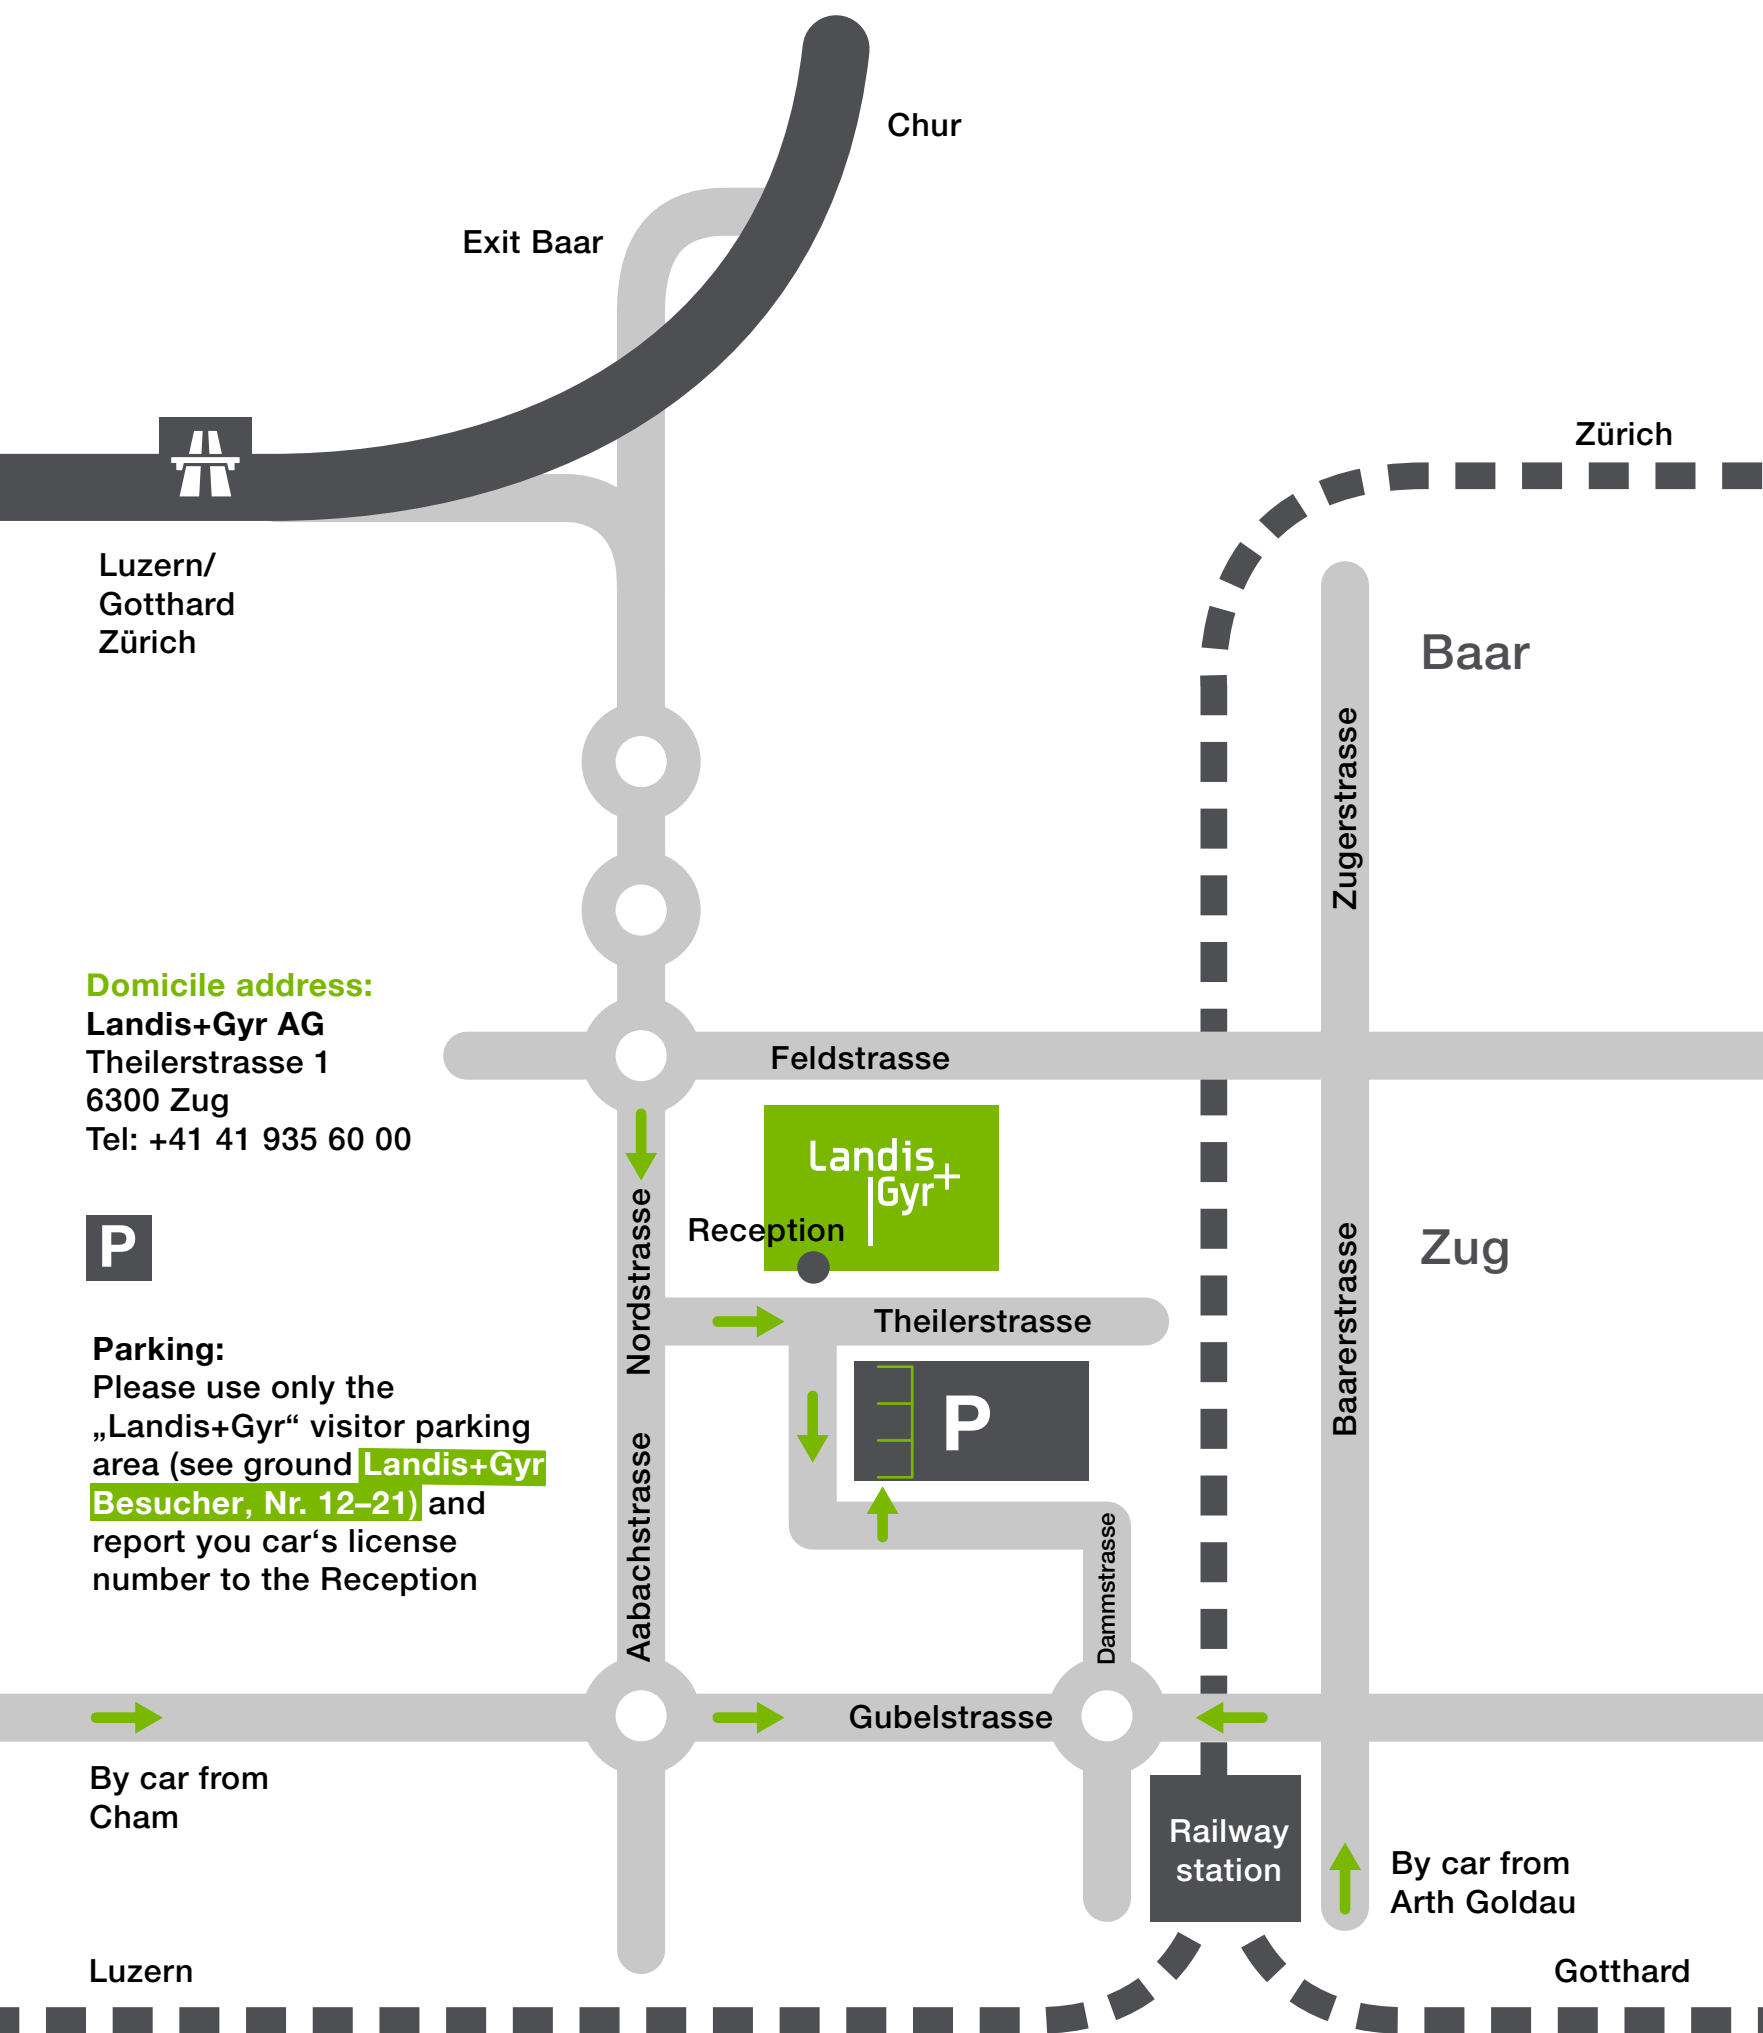 Chur
Exit Baar
Zürich
Luzern/
Gotthard
Zürich
Baar
Zugerstrasse
Domicile address:
Landis+Gyr AG
Theilerstrasse 1
6300 Zug
Tel: +41 41 935 60 00
Feldstrasse
Landis+
Gyr
Reception
Nordstrasse
Zug
Baarerstrasse
P
Theilerstrasse
Parking:
Please use only the
„Landis+Gyr“ visitor parking
area (see ground Landis+Gyr
Besucher, Nr. 12–21) and
report you car‘s license
number to the Reception
P
Aabachstrasse
Dammstrasse
Gubelstrasse
By car from
Cham
Railway
station
By car from
Arth Goldau
Luzern
Gotthard